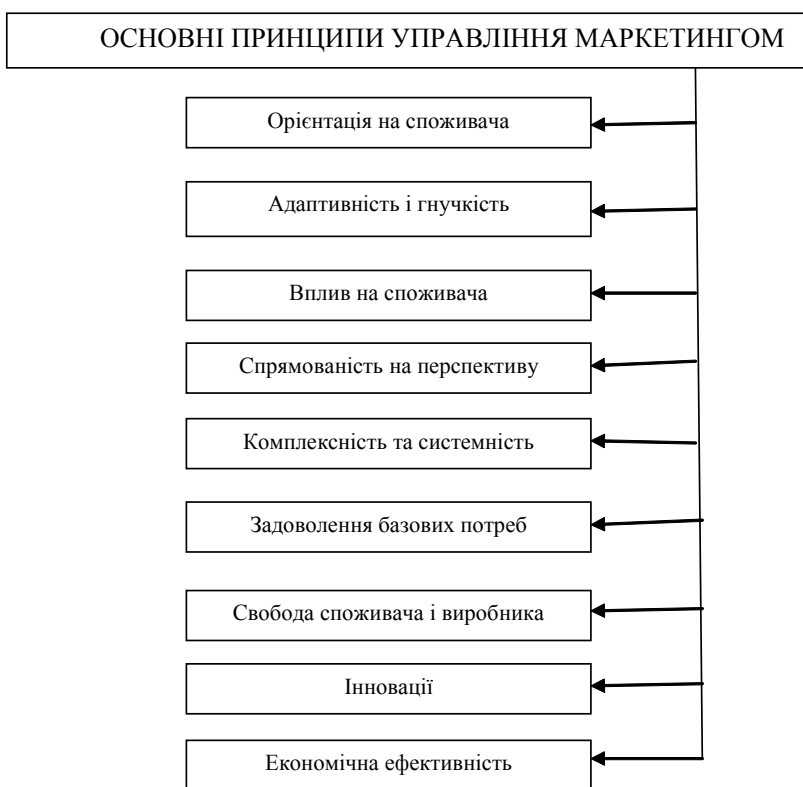 ОСНОВНІ ПРИНЦИПИ УПРАВЛІННЯ МАРКЕТИНГОМ
Орієнтація на споживача
Адаптивність і гнучкість
Вплив на споживача
Спрямованість на перспективу
Комплексність та системність
Задоволення базових потреб
Свобода споживача і виробника
Інновації
Економічна ефективність